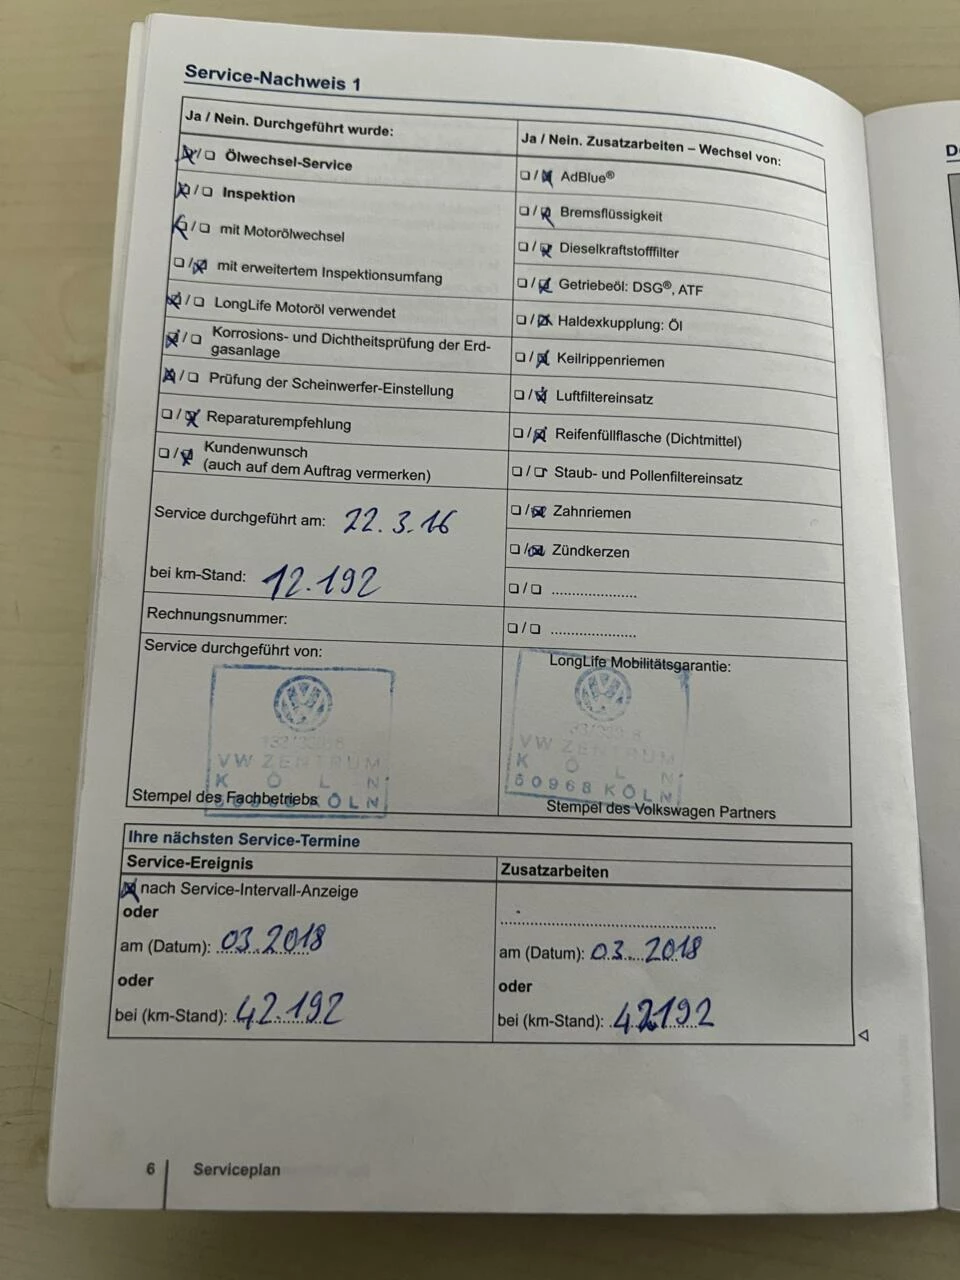 Service-Nachweis 1
Ja / Nein. Durchgeführt wurde:
☒/☐ Ölwechsel-Service
☒/☐ Inspektion
☒/☐ mit Motorölwechsel
☐/☒ mit erweitertem Inspektionsumfang
☒/☐ LongLife Motoröl verwendet
☒/☐ Korrosions- und Dichtheitsprüfung der Erd-
gasanlage
☒/☐ Prüfung der Scheinwerfer-Einstellung
☐/☒ Reparaturempfehlung
☐/☒ Kundenwunsch
(auch auf dem Auftrag vermerken)
Service durchgeführt am: 22.3.16
bei km-Stand: 12.192
Rechnungsnummer:
Service durchgeführt von:
VW ZENTRUM
KÖLN
KÖLN
Stempel des Fachbetriebs
Ja / Nein. Zusatzarbeiten – Wechsel von:
☐/☒ AdBlue®
☐/☒ Bremsflüssigkeit
☐/☒ Dieselkraftstofffilter
☐/☒ Getriebeöl: DSG®, ATF
☐/☒ Haldexkupplung: Öl
☐/☒ Keilrippenriemen
☐/☒ Luftfiltereinsatz
☐/☒ Reifenfüllflasche (Dichtmittel)
☐/☐ Staub- und Pollenfiltereinsatz
☐/☒ Zahnriemen
☐/☒ Zündkerzen
☐/☐ .....................
☐/☐ .....................
LongLife Mobilitätsgarantie:
VW ZENTRUM
KÖLN
50968 KÖLN
Stempel des Volkswagen Partners
Ihre nächsten Service-Termine
Service-Ereignis
☒ nach Service-Intervall-Anzeige
oder
am (Datum): 03.2018
oder
bei (km-Stand): 42.192
Zusatzarbeiten
am (Datum): 03.2018
oder
bei (km-Stand): 42192
6 Serviceplan